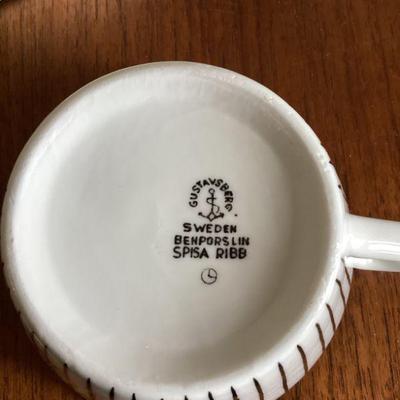 GUSTAVSBERG
SWEDEN
BENPORSLIN
SPISA RIBB